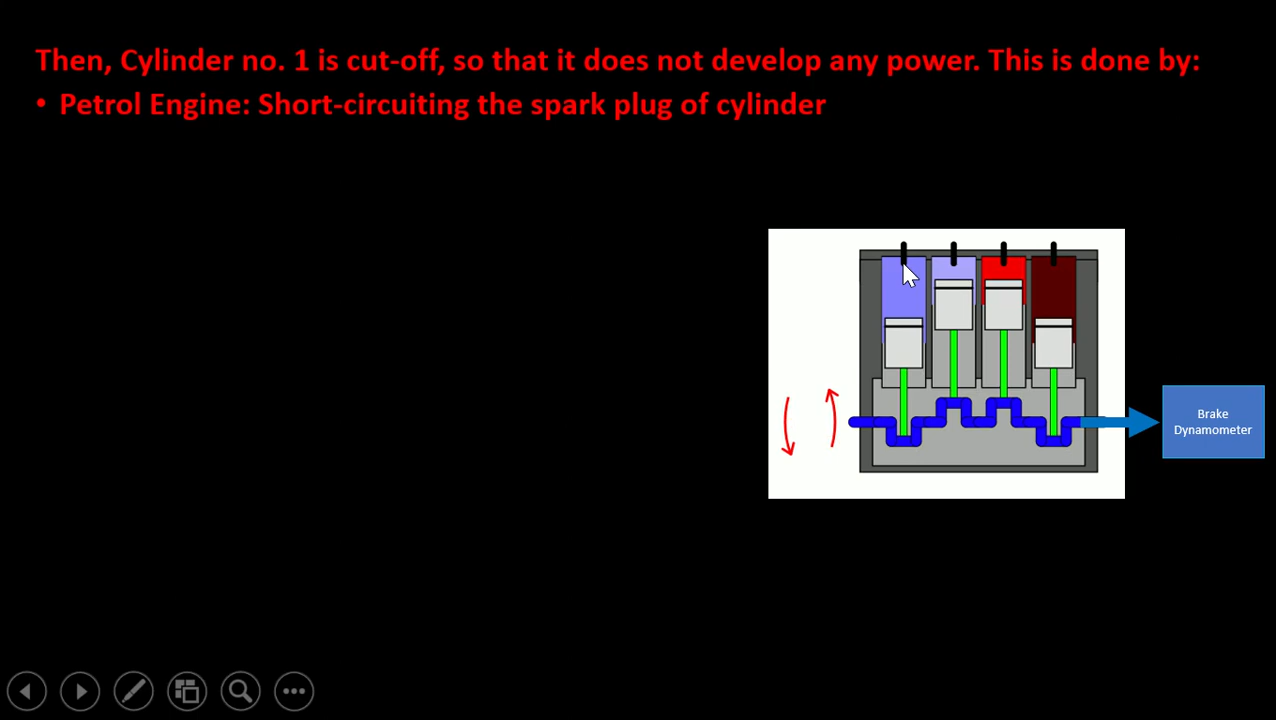 Then, Cylinder no. 1 is cut-off, so that it does not develop any power. This is done by:
• Petrol Engine: Short-circuiting the spark plug of cylinder
Brake
Dynamometer